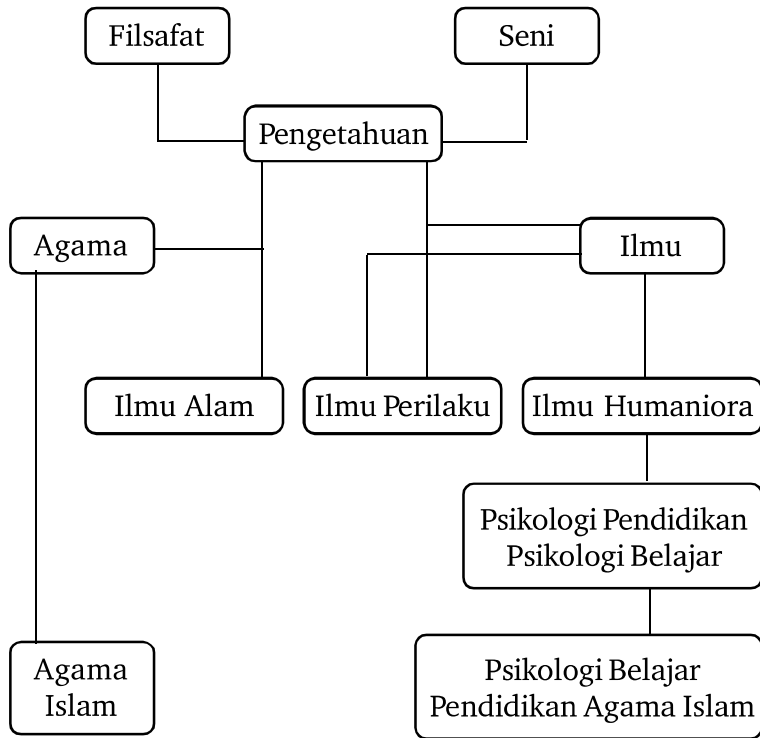 Filsafat
Seni
Pengetahuan
Agama
Ilmu
Ilmu Alam
Ilmu Perilaku
Ilmu Humaniora
Psikologi Pendidikan
Psikologi Belajar
Agama
Islam
Psikologi Belajar
Pendidikan Agama Islam